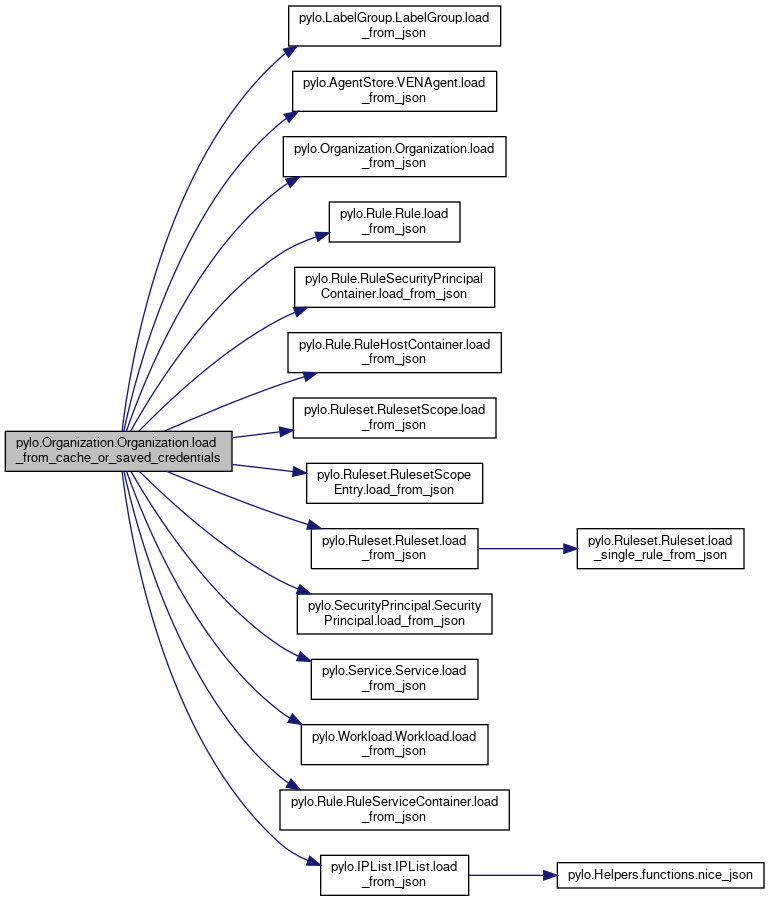 pylo.LabelGroup.LabelGroup.load
_from_json
pylo.AgentStore.VENAgent.load
_from_json
pylo.Organization.Organization.load
_from_json
pylo.Rule.Rule.load
_from_json
pylo.Rule.RuleSecurityPrincipal
Container.load_from_json
pylo.Rule.RuleHostContainer.load
_from_json
pylo.Ruleset.RulesetScope.load
_from_json
pylo.Organization.Organization.load
_from_cache_or_saved_credentials
pylo.Ruleset.RulesetScope
Entry.load_from_json
pylo.Ruleset.Ruleset.load
_from_json
pylo.Ruleset.Ruleset.load
_single_rule_from_json
pylo.SecurityPrincipal.Security
Principal.load_from_json
pylo.Service.Service.load
_from_json
pylo.Workload.Workload.load
_from_json
pylo.Rule.RuleServiceContainer.load
_from_json
pylo.IPList.IPList.load
_from_json
pylo.Helpers.functions.nice_json